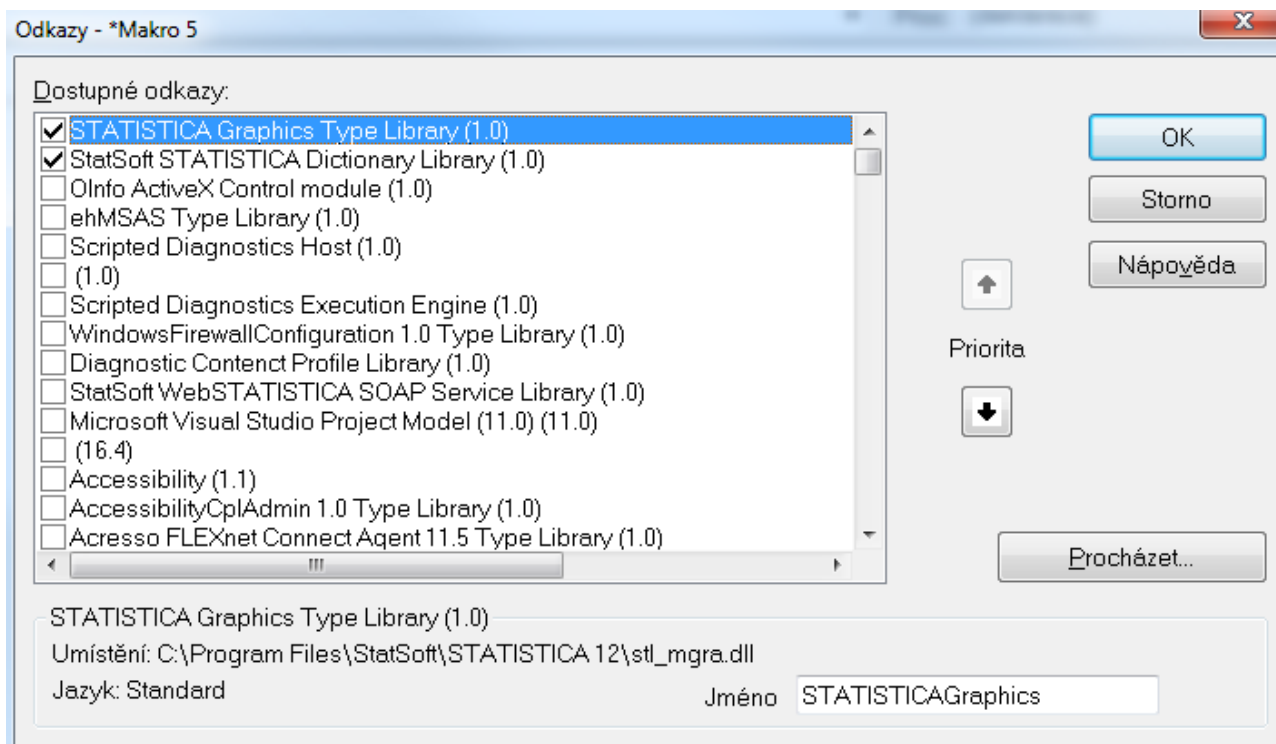 Odkazy - *Makro 5
Dostupné odkazy:
STATISTICA Graphics Type Library (1.0)
StatSoft STATISTICA Dictionary Library (1.0)
OInfo ActiveX Control module (1.0)
ehMSAS Type Library (1.0)
Scripted Diagnostics Host (1.0)
(1.0)
Scripted Diagnostics Execution Engine (1.0)
WindowsFirewallConfiguration 1.0 Type Library (1.0)
Diagnostic Contenct Profile Library (1.0)
StatSoft WebSTATISTICA SOAP Service Library (1.0)
Microsoft Visual Studio Project Model (11.0) (11.0)
(16.4)
Accessibility (1.1)
AccessibilityCplAdmin 1.0 Type Library (1.0)
Acresso FLEXnet Connect Agent 11.5 Type Library (1.0)
OK
Storno
Nápověda
Priorita
Procházet...
STATISTICA Graphics Type Library (1.0)
Umístění: C:\Program Files\StatSoft\STATISTICA 12\stl_mgra.dll
Jazyk: Standard
Jméno STATISTICAGraphics